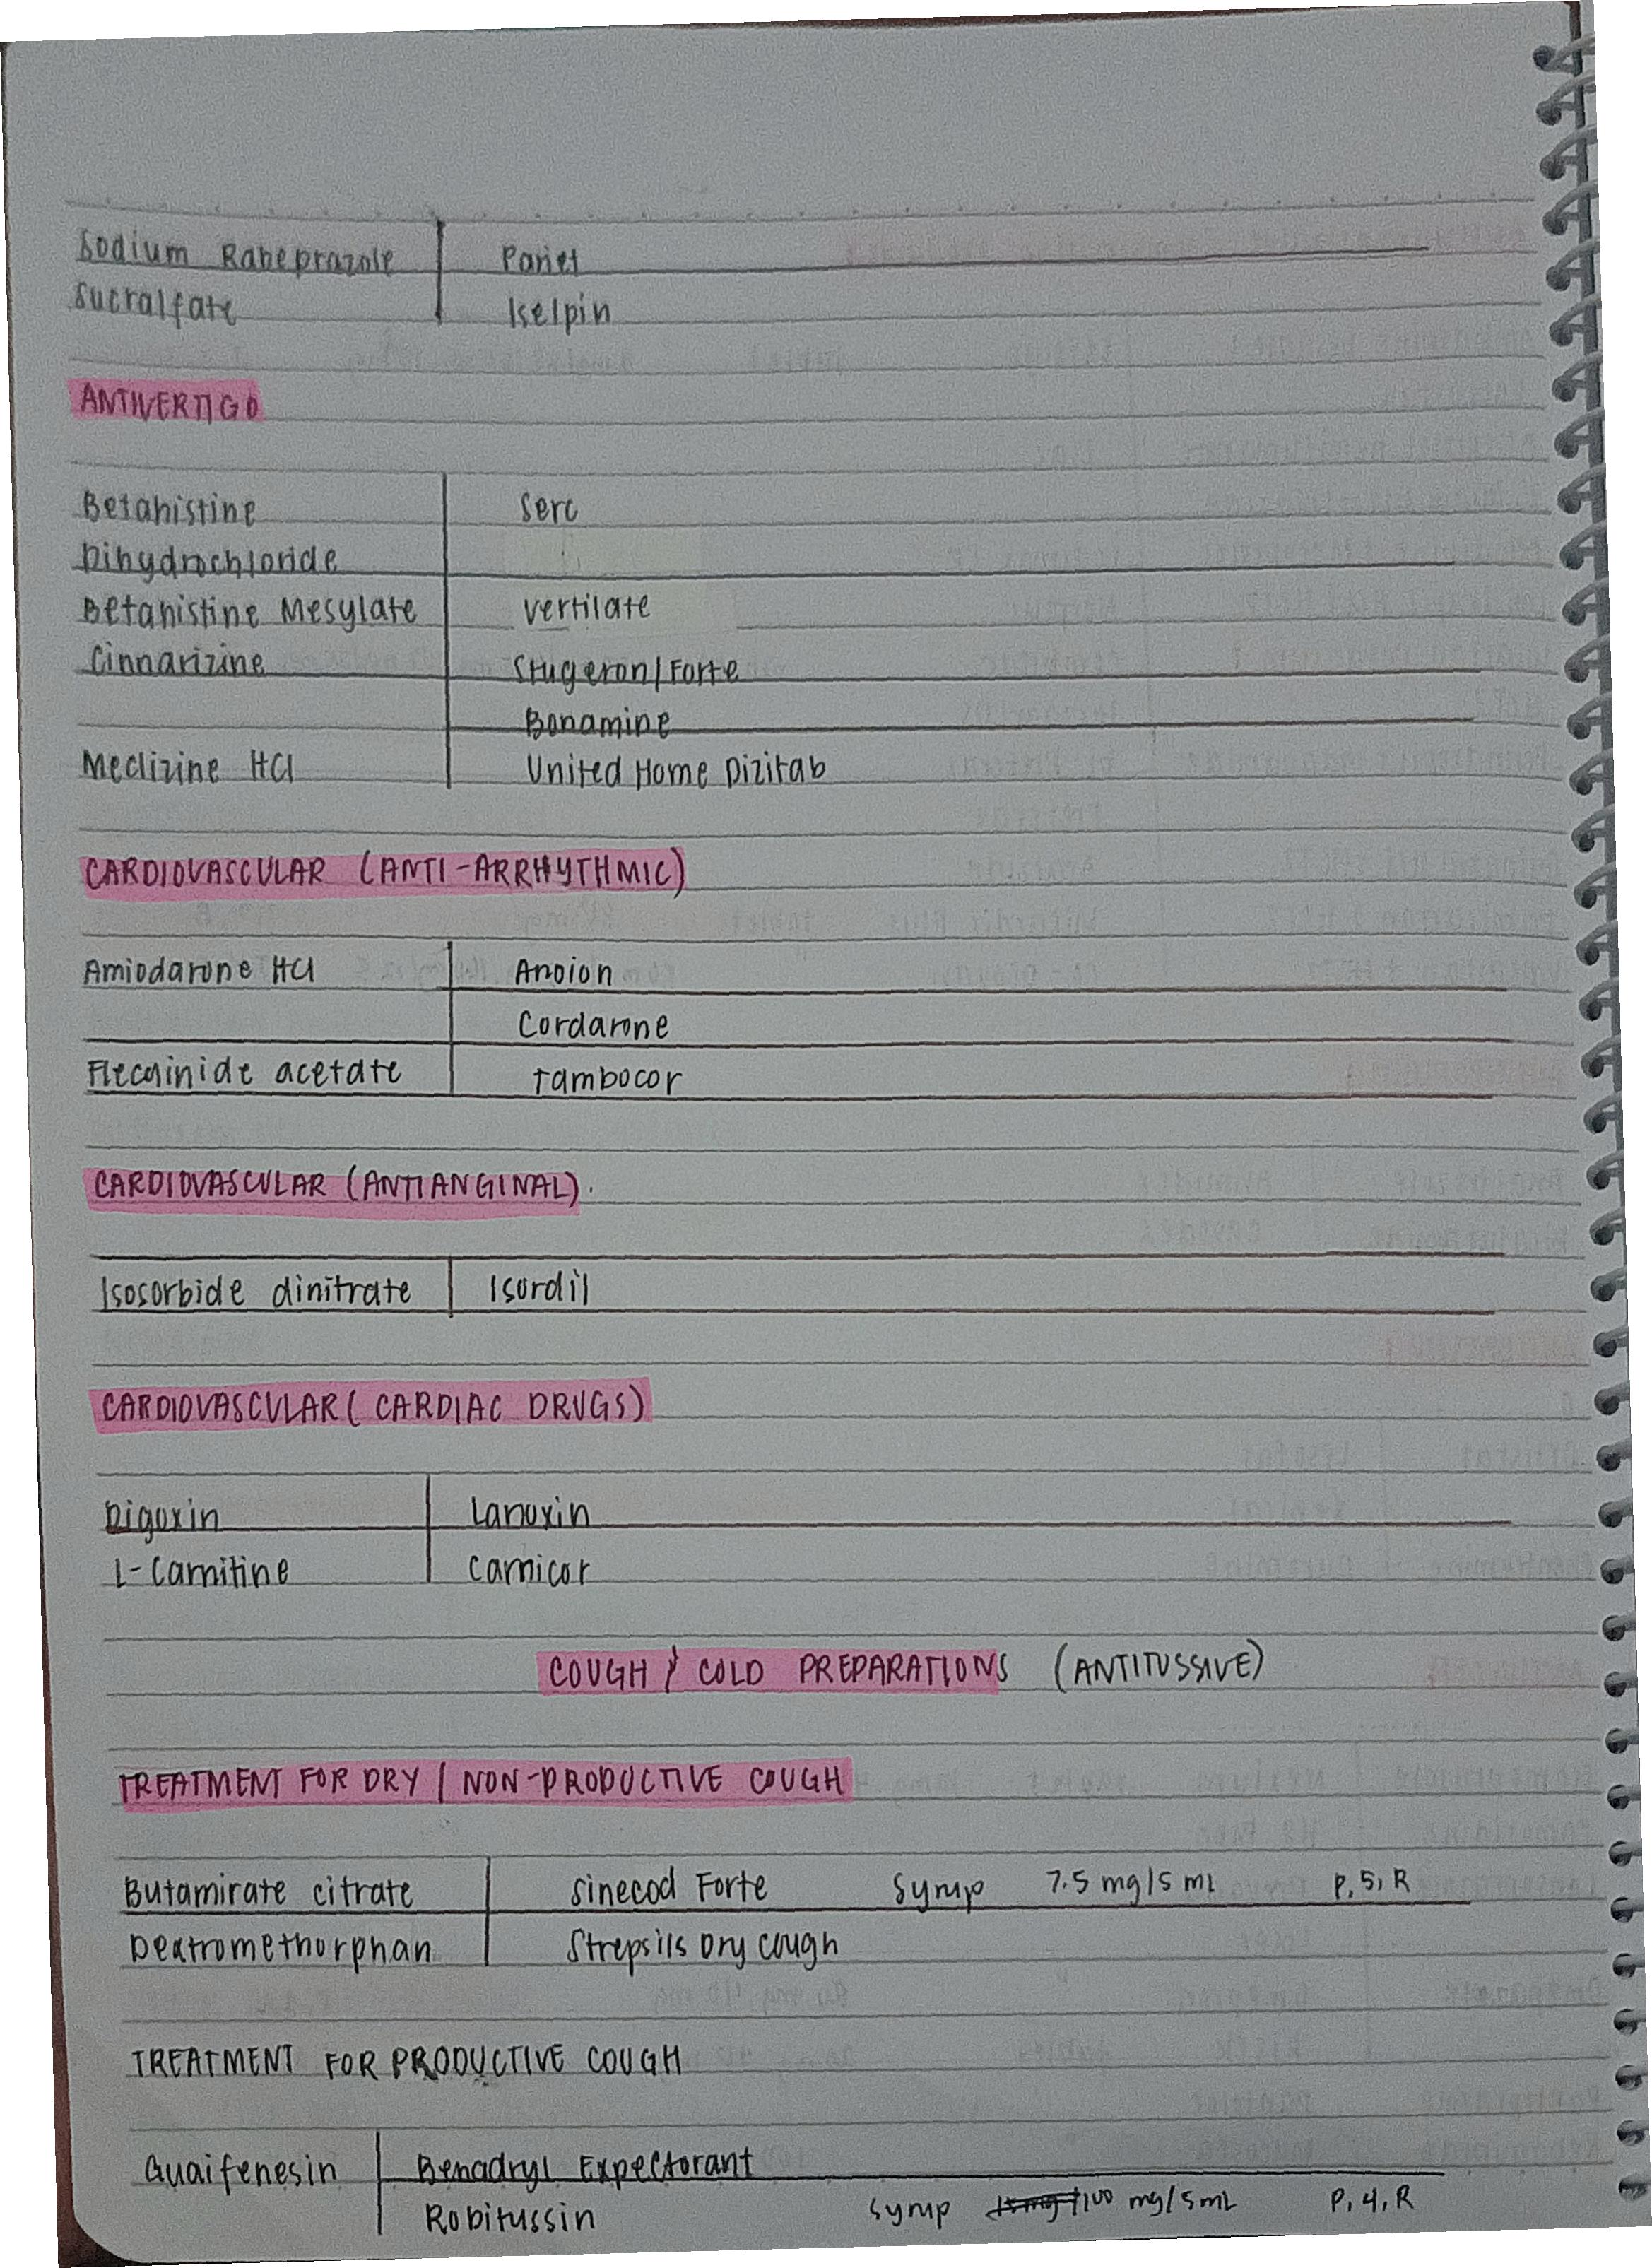 Sodium Rabeprazole Pariet
Sucralfate Iselpin
ANTIVERTIGO
Betahistine Serc
Dihydrochloride
Betahistine Mesylate Vertilate
Cinnarizine Stugeron/Forte
Bonamine
Meclizine HCl United Home Dizitab
CARDIOVASCULAR (ANTI-ARRHYTHMIC)
Amiodarone HCl Anoion
Cordarone
Flecainide acetate Tambocor
CARDIOVASCULAR (ANTIANGINAL).
Isosorbide dinitrate Isordil
CARDIOVASCULAR ( CARDIAC DRUGS)
Digoxin Lanoxin
L-Carnitine Carnicor
COUGH & COLD PREPARATIONS (ANTITUSSIVE)
TREATMENT FOR DRY / NON-PRODUCTIVE COUGH
Butamirate citrate Sinecod Forte Syrup 7.5 mg/5 mL P, 5, R
Dextromethorphan Strepsils Dry Cough
TREATMENT FOR PRODUCTIVE COUGH
Guaifenesin Benadryl Expectorant
Robitussin Syrup 100 mg/5mL P, 4, R